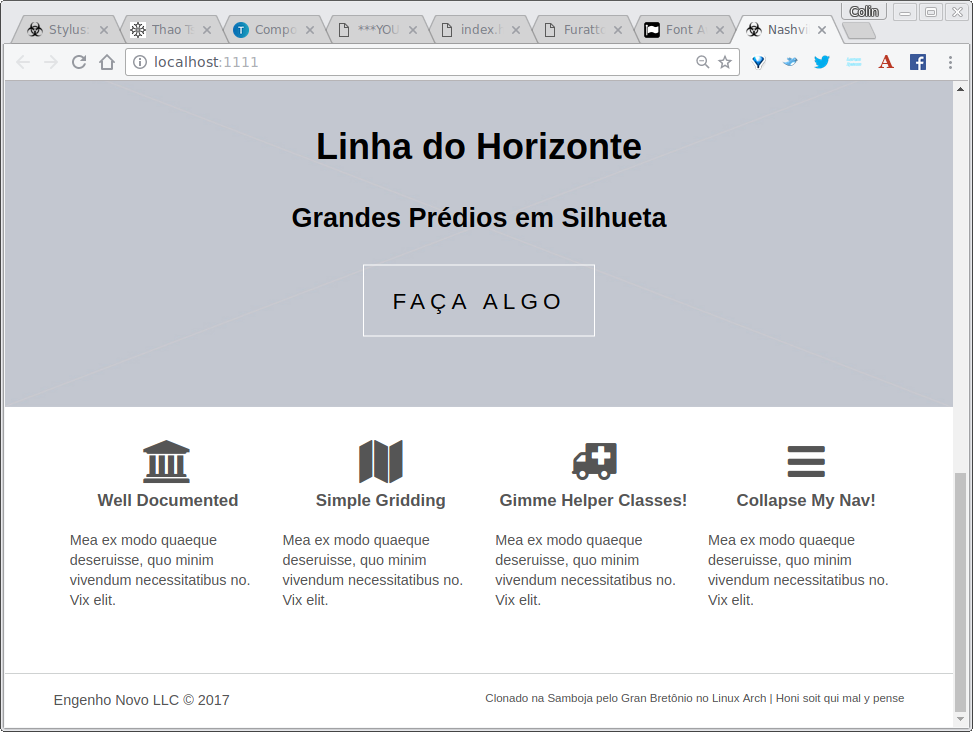 Colin
Stylus
Thao T
Compo
***YOU
index.
Furatto
Font A
Nashvi
localhost:1111
Linha do Horizonte
Grandes Prédios em Silhueta
FAÇA ALGO
Well Documented
Mea ex modo quaeque
deseruisse, quo minim
vivendum necessitatibus no.
Vix elit.
Simple Gridding
Mea ex modo quaeque
deseruisse, quo minim
vivendum necessitatibus no.
Vix elit.
Gimme Helper Classes!
Mea ex modo quaeque
deseruisse, quo minim
vivendum necessitatibus no.
Vix elit.
Collapse My Nav!
Mea ex modo quaeque
deseruisse, quo minim
vivendum necessitatibus no.
Vix elit.
Engenho Novo LLC © 2017
Clonado na Samboja pelo Gran Bretônio no Linux Arch | Honi soit qui mal y pense